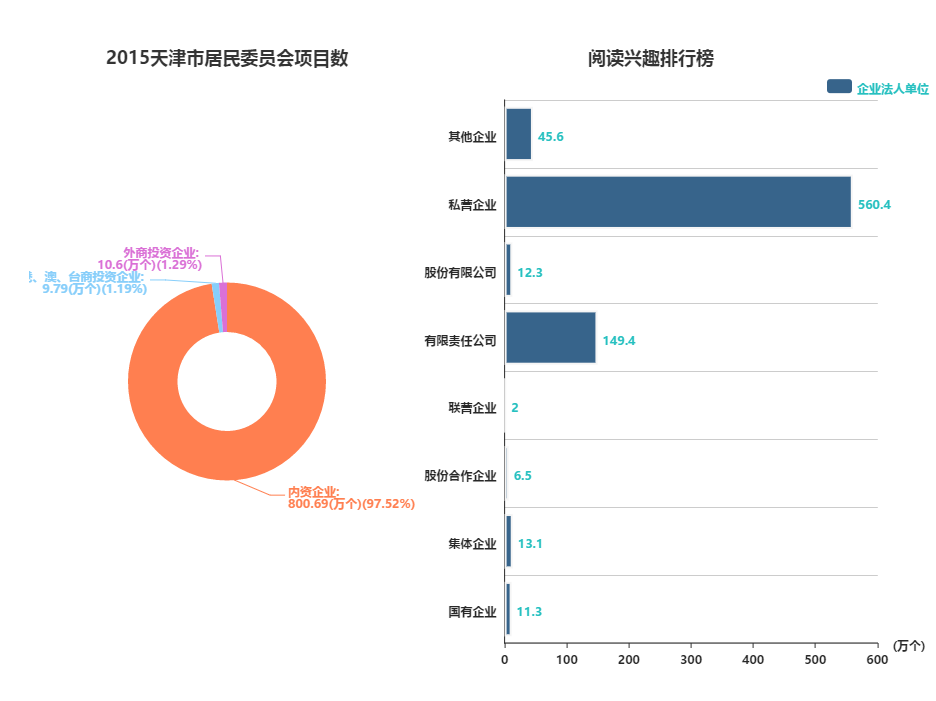 2015天津市居民委员会项目数
外商投资企业:
10.6(万个)(1.29%)
、澳、台商投资企业:
9.79(万个)(1.19%)
内资企业:
800.69(万个)(97.52%)
阅读兴趣排行榜
企业法人单位
其他企业 45.6
私营企业 560.4
股份有限公司 12.3
有限责任公司 149.4
联营企业 2
股份合作企业 6.5
集体企业 13.1
国有企业 11.3
(万个)
0 100 200 300 400 500 600